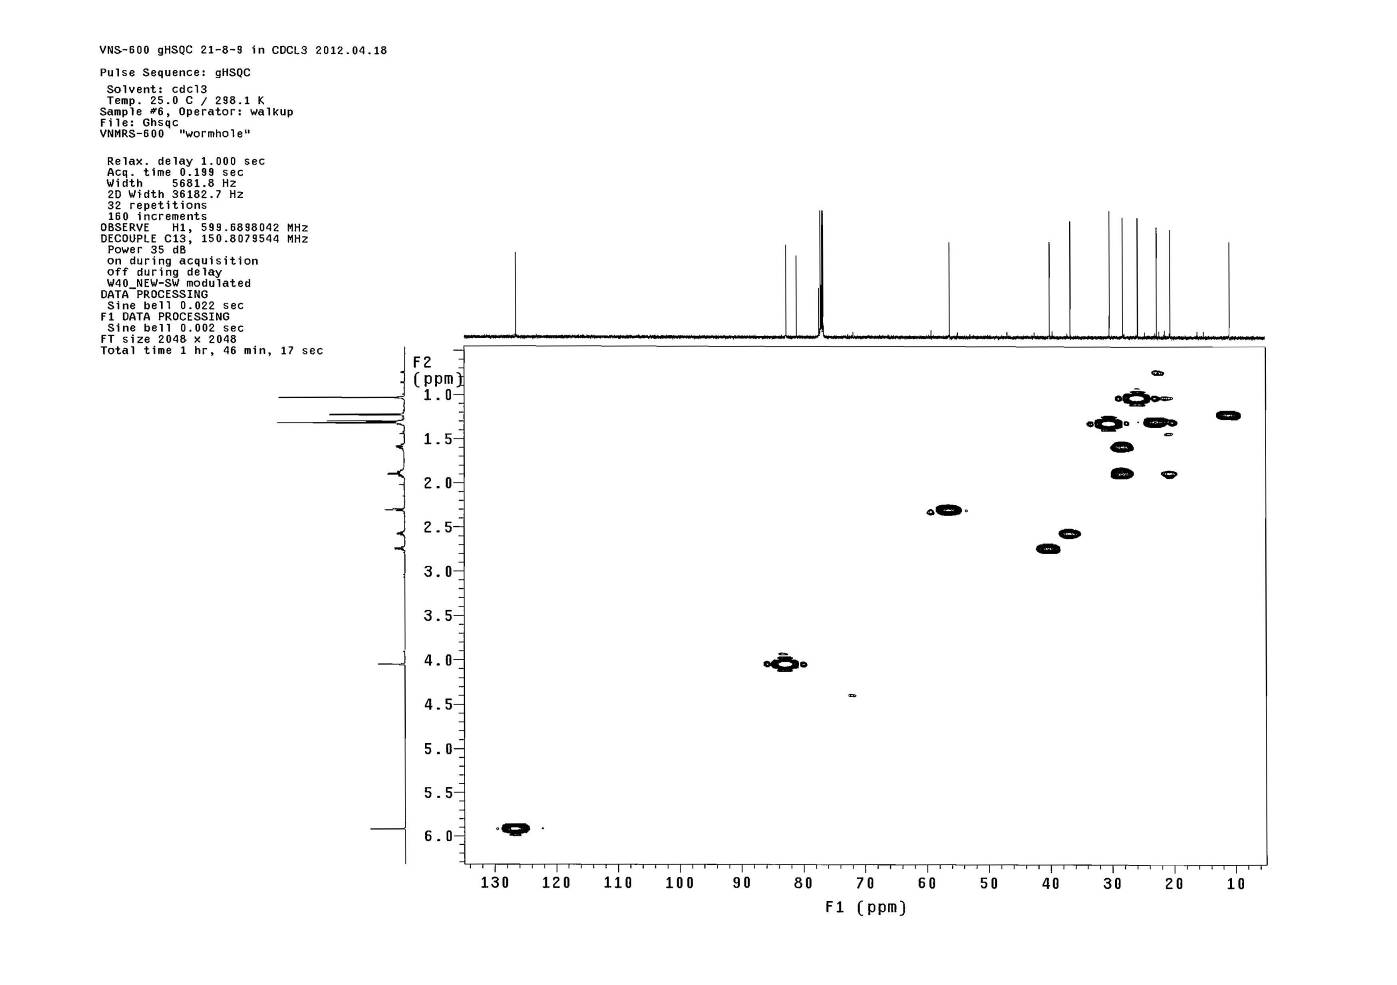 VNS-600 gHSQC 21-8-9 in CDCL3 2012.04.18
Pulse Sequence: gHSQC
Solvent: cdcl3
Temp. 25.0 C / 298.1 K
Sample #6, Operator: walkup
File: Ghsqc
VNMRS-600 "wormhole"
Relax. delay 1.000 sec
Acq. time 0.199 sec
Width 5681.8 Hz
2D Width 36182.7 Hz
32 repetitions
160 increments
OBSERVE H1, 599.6898042 MHz
DECOUPLE C13, 150.8079544 MHz
Power 35 dB
on during acquisition
off during delay
W40_NEW-SW modulated
DATA PROCESSING
Sine bell 0.022 sec
F1 DATA PROCESSING
Sine bell 0.002 sec
FT size 2048 x 2048
Total time 1 hr, 46 min, 17 sec
F2
(ppm)
1.0
1.5
2.0
2.5
3.0
3.5
4.0
4.5
5.0
5.5
6.0
130 120 110 100 90 80 70 60 50 40 30 20 10
F1 (ppm)